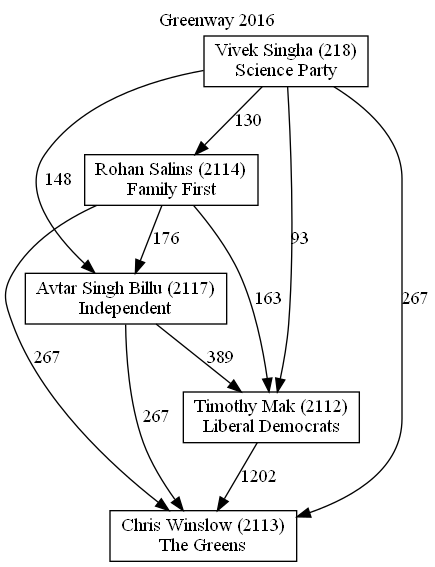 Greenway 2016
Vivek Singha (218)
Science Party
130
148
Rohan Salins (2114)
Family First
176
93
Avtar Singh Billu (2117)
Independent
163
267
267
389
267
Timothy Mak (2112)
Liberal Democrats
1202
Chris Winslow (2113)
The Greens